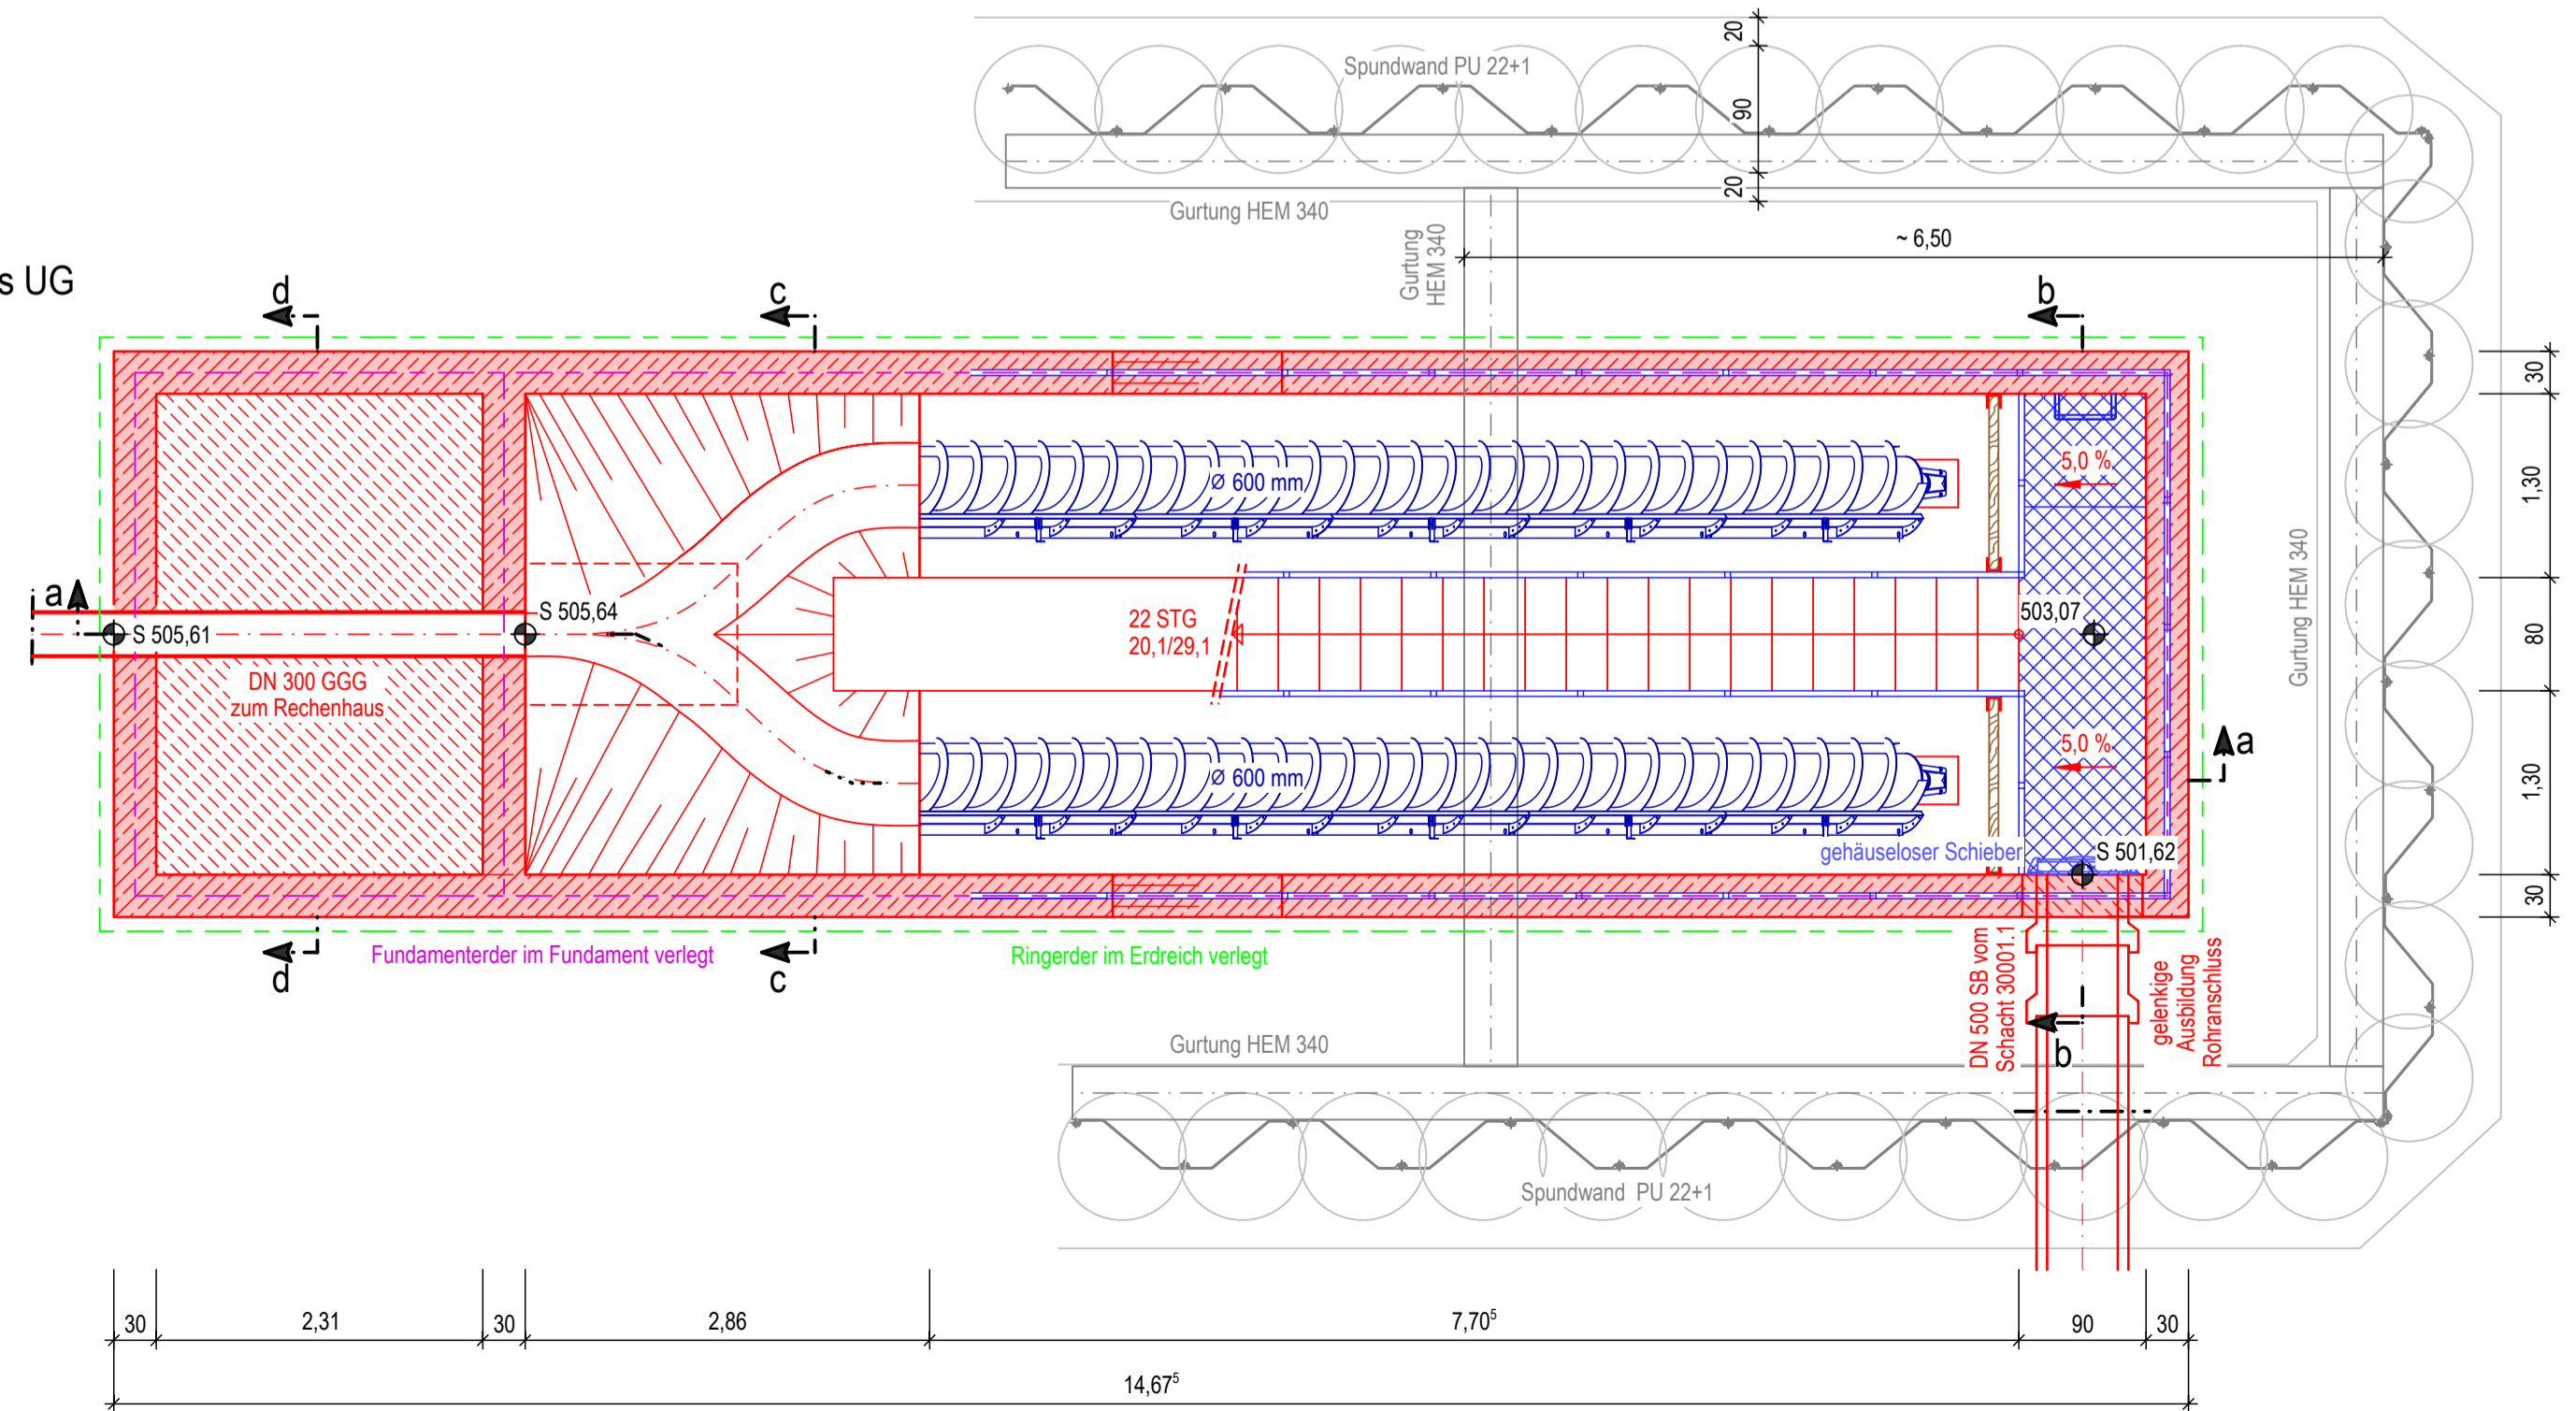 20
Spundwand PU 22+1
90
20
Gurtung HEM 340
Gurtung
HEM 340
~ 6,50
s UG
d
c
b
30
Ø 600 mm
5,0 %
1,30
Gurtung HEM 340
a
S 505,61
S 505,64
22 STG
20,1/29,1
503,07
80
DN 300 GGG
zum Rechenhaus
5,0 %
a
Ø 600 mm
1,30
gehäuseloser Schieber
S 501,62
30
Fundamenterder im Fundament verlegt
Ringerder im Erdreich verlegt
d
c
DN 500 SB vom
Schacht 30001.1
gelenkige
Ausbildung
Rohranschluss
Gurtung HEM 340
b
Spundwand PU 22+1
30
2,31
30
2,86
7,70⁵
90
30
14,67⁵